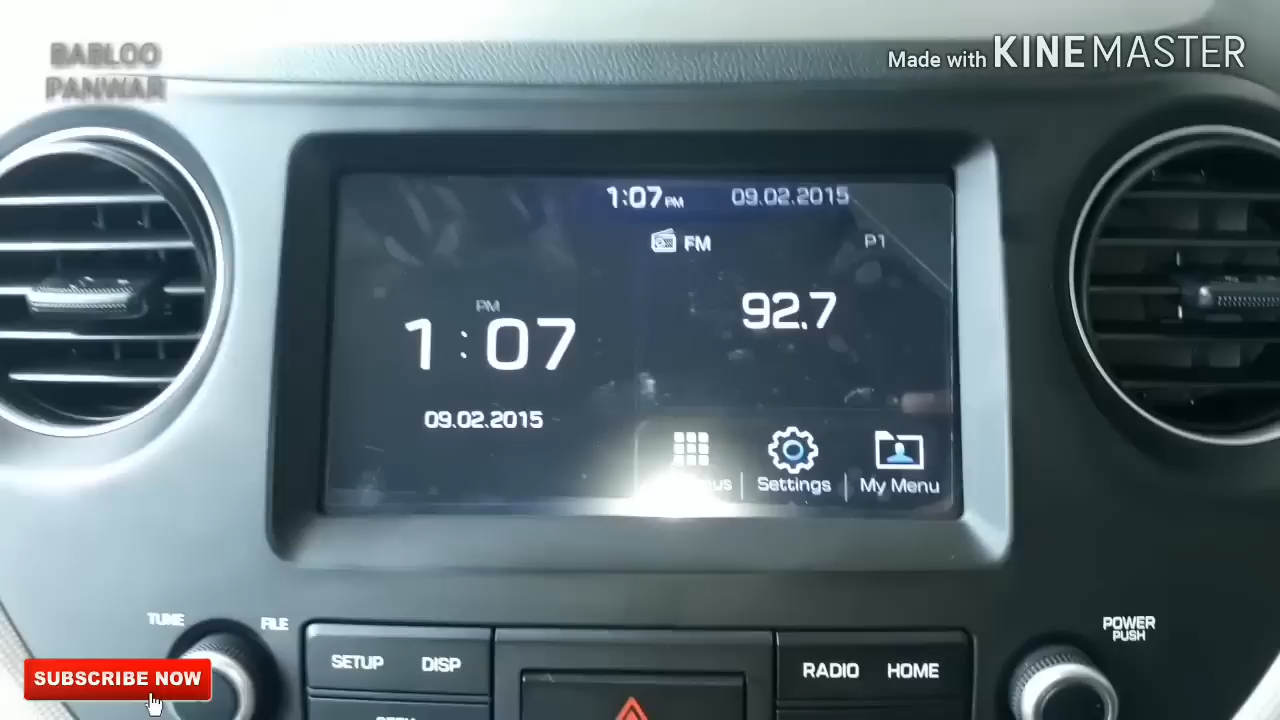 BABLOO
PANWAR
Made with KINEMASTER
1:07 PM 09.02.2015
FM P1
92.7
PM
1:07
09.02.2015
Settings My Menu
TUNE FILE
POWER
PUSH
SETUP DISP
RADIO HOME
SUBSCRIBE NOW